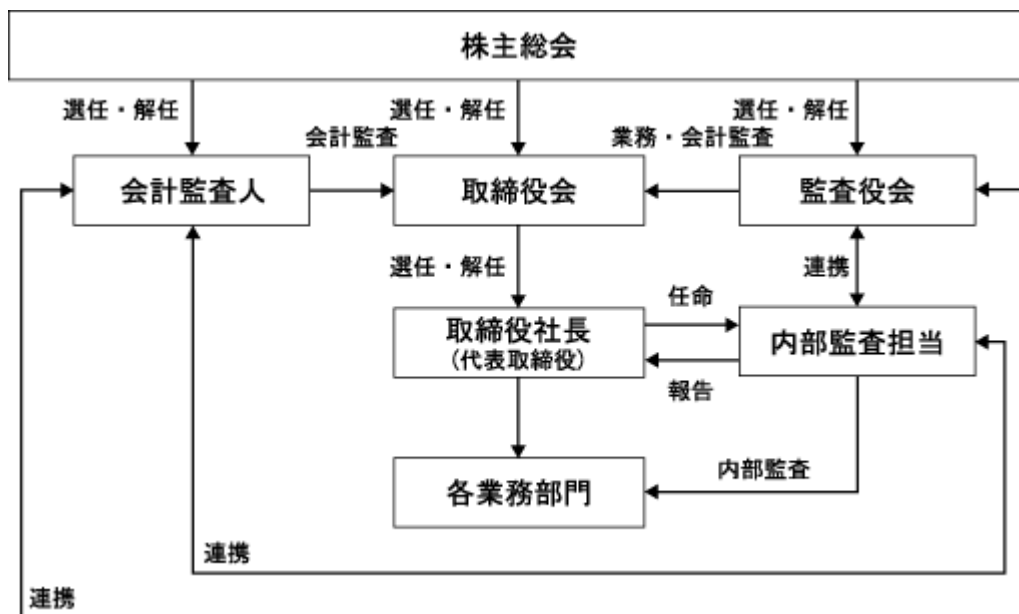 株主総会
選任・解任
選任・解任
選任・解任
会計監査
業務・会計監査
会計監査人
取締役会
監査役会
選任・解任
連携
任命
取締役社長
(代表取締役)
内部監査担当
報告
内部監査
各業務部門
連携
連携